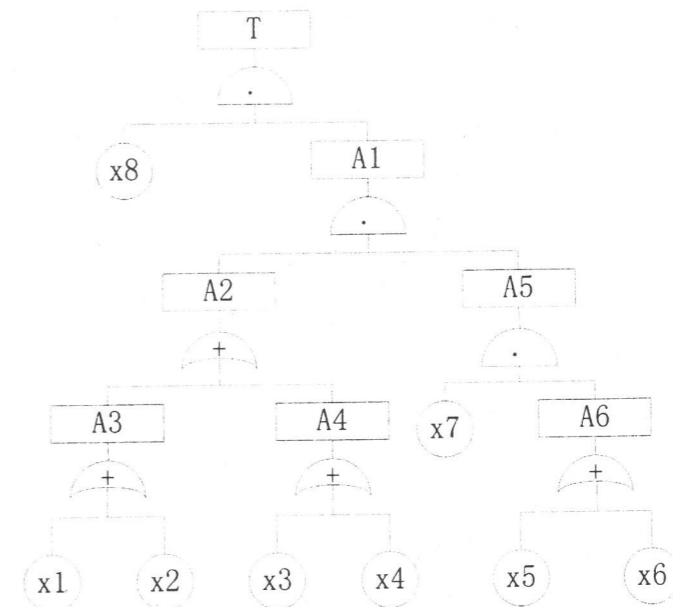 T
·
x8
A1
·
A2
A5
+
·
A3
A4
x7
A6
+
+
+
x1
x2
x3
x4
x5
x6